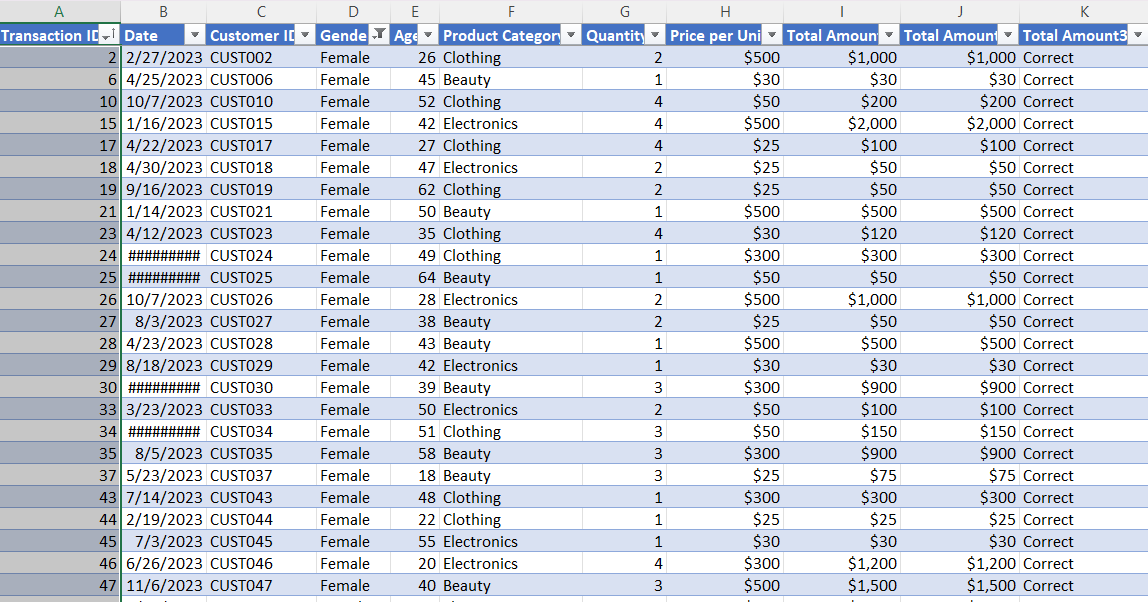 A B C D E F G H I J K
Transaction ID Date Customer ID Gende Age Product Category Quantity Price per Uni Total Amoun Total Amount Total Amount3
2 2/27/2023 CUST002 Female 26 Clothing 2 $500 $1,000 $1,000 Correct
6 4/25/2023 CUST006 Female 45 Beauty 1 $30 $30 $30 Correct
10 10/7/2023 CUST010 Female 52 Clothing 4 $50 $200 $200 Correct
15 1/16/2023 CUST015 Female 42 Electronics 4 $500 $2,000 $2,000 Correct
17 4/22/2023 CUST017 Female 27 Clothing 4 $25 $100 $100 Correct
18 4/30/2023 CUST018 Female 47 Electronics 2 $25 $50 $50 Correct
19 9/16/2023 CUST019 Female 62 Clothing 2 $25 $50 $50 Correct
21 1/14/2023 CUST021 Female 50 Beauty 1 $500 $500 $500 Correct
23 4/12/2023 CUST023 Female 35 Clothing 4 $30 $120 $120 Correct
24 ######### CUST024 Female 49 Clothing 1 $300 $300 $300 Correct
25 ######### CUST025 Female 64 Beauty 1 $50 $50 $50 Correct
26 10/7/2023 CUST026 Female 28 Electronics 2 $500 $1,000 $1,000 Correct
27 8/3/2023 CUST027 Female 38 Beauty 2 $25 $50 $50 Correct
28 4/23/2023 CUST028 Female 43 Beauty 1 $500 $500 $500 Correct
29 8/18/2023 CUST029 Female 42 Electronics 1 $30 $30 $30 Correct
30 ######### CUST030 Female 39 Beauty 3 $300 $900 $900 Correct
33 3/23/2023 CUST033 Female 50 Electronics 2 $50 $100 $100 Correct
34 ######### CUST034 Female 51 Clothing 3 $50 $150 $150 Correct
35 8/5/2023 CUST035 Female 58 Beauty 3 $300 $900 $900 Correct
37 5/23/2023 CUST037 Female 18 Beauty 3 $25 $75 $75 Correct
43 7/14/2023 CUST043 Female 48 Clothing 1 $300 $300 $300 Correct
44 2/19/2023 CUST044 Female 22 Clothing 1 $25 $25 $25 Correct
45 7/3/2023 CUST045 Female 55 Electronics 1 $30 $30 $30 Correct
46 6/26/2023 CUST046 Female 20 Electronics 4 $300 $1,200 $1,200 Correct
47 11/6/2023 CUST047 Female 40 Beauty 3 $500 $1,500 $1,500 Correct